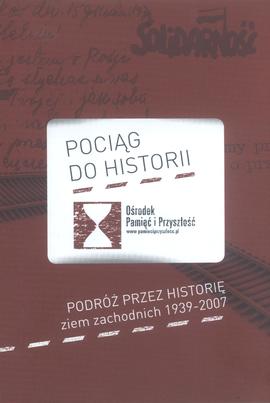 SOLIDARNOŚĆ
POCIĄG
DO HISTORII
Ośrodek
Pamięć i Przyszłość
www.pamieciprzyszlosc.pl
PODRÓŻ PRZEZ HISTORIĘ
ziem zachodnich 1939-2007